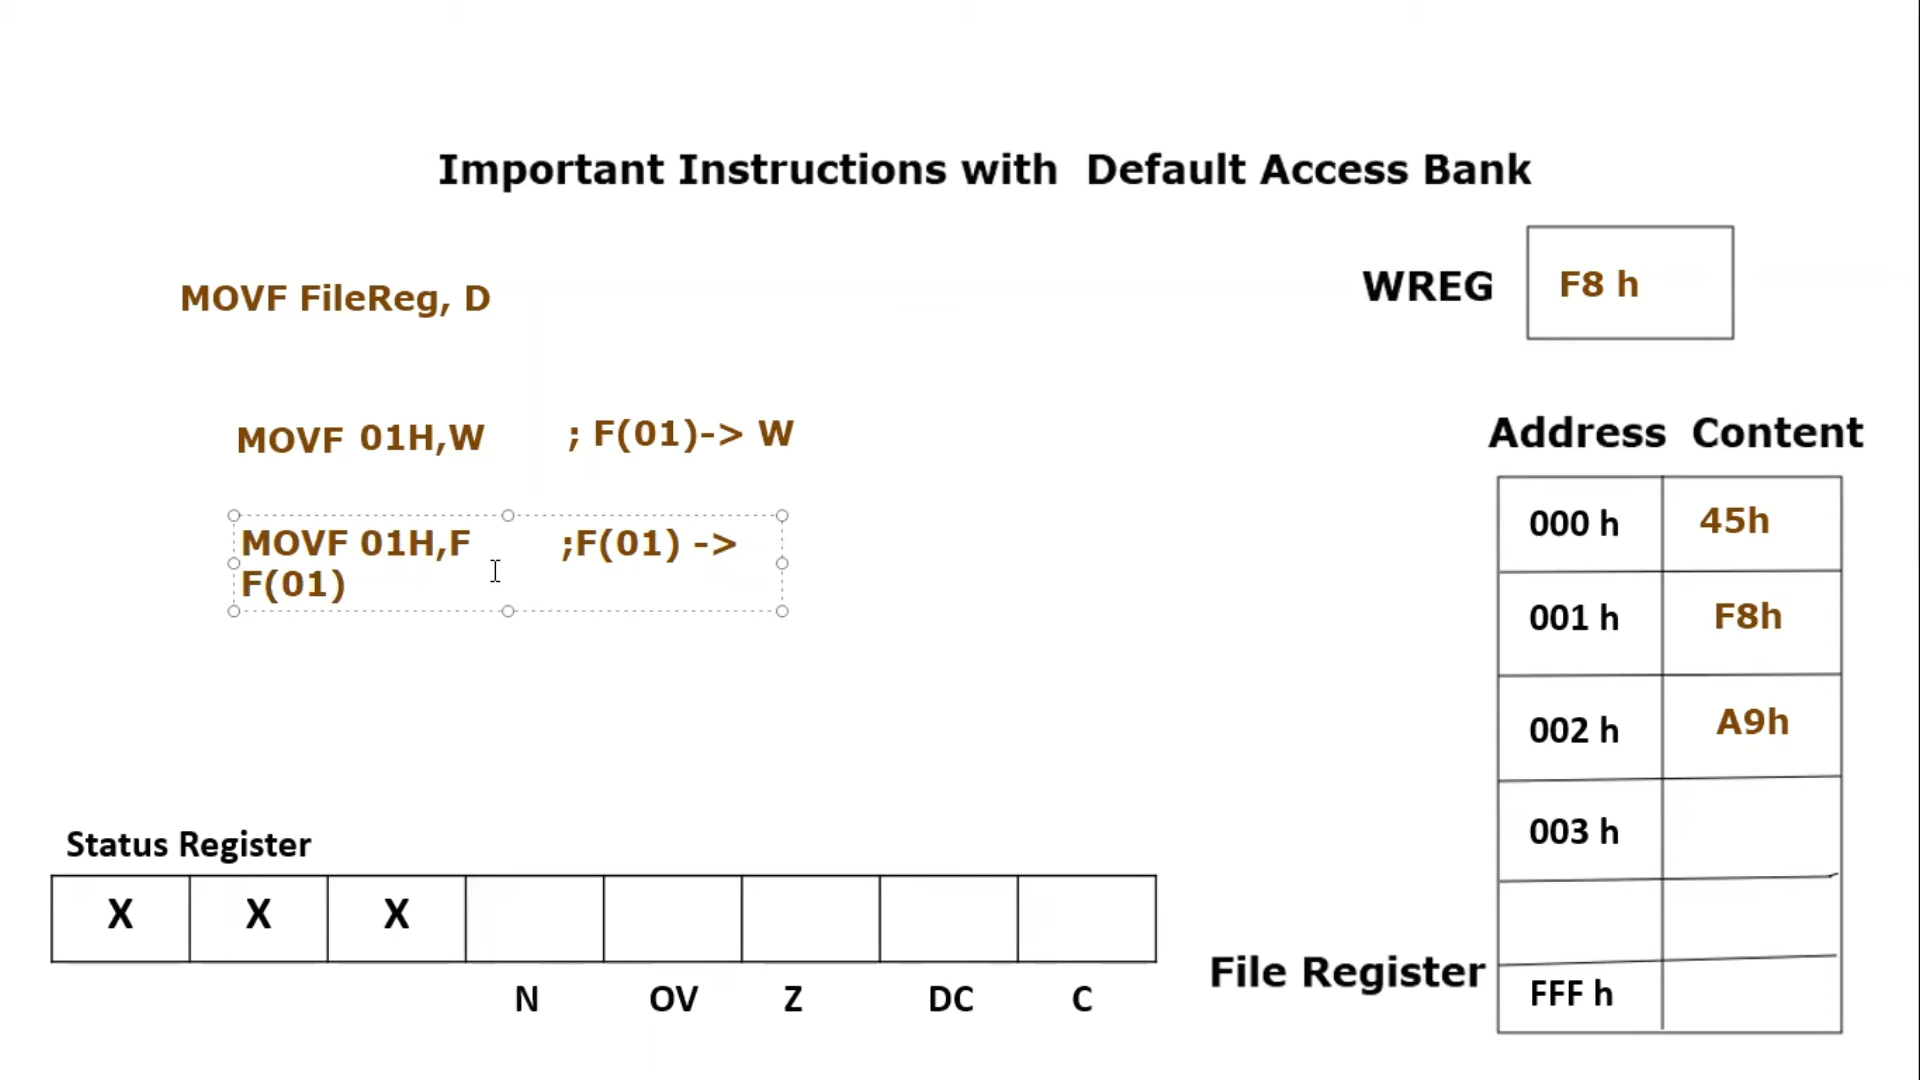 Important Instructions with Default Access Bank
MOVF FileReg, D
WREG
F8 h
MOVF 01H,W ; F(01)-> W
MOVF 01H,F ;F(01) ->
F(01)
Address Content
000 h 45h
001 h F8h
002 h A9h
003 h
FFF h
File Register
Status Register
X X X
N OV Z DC C